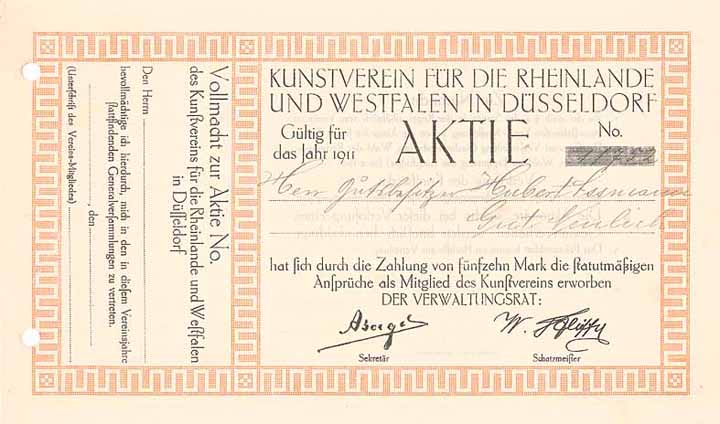 Vollmacht zur Aktie No.
des Kunſtvereins für die Rheinlande und Weſtfalen
in Düſſeldorf
Den Herrn
bevollmächtige ich hierdurch, mich in den in dieſem Vereinsjahre
ſtattfindenden Generalverſammlungen zu vertreten.
, den
(Unterſchrift des Vereins-Mitgliedes)
KUNSTVEREIN FÜR DIE RHEINLANDE
UND WESTFALEN IN DÜSSELDORF
Gültig für
das Jahr 1911
AKTIE
No.
Herr Gutsbesitzer Hubert
Gut
hat ſich durch die Zahlung von fünfzehn Mark die ſtatutmäßigen
Anſprüche als Mitglied des Kunſtvereins erworben
DER VERWALTUNGSRAT:
Sekretär
Schatzmeiſter